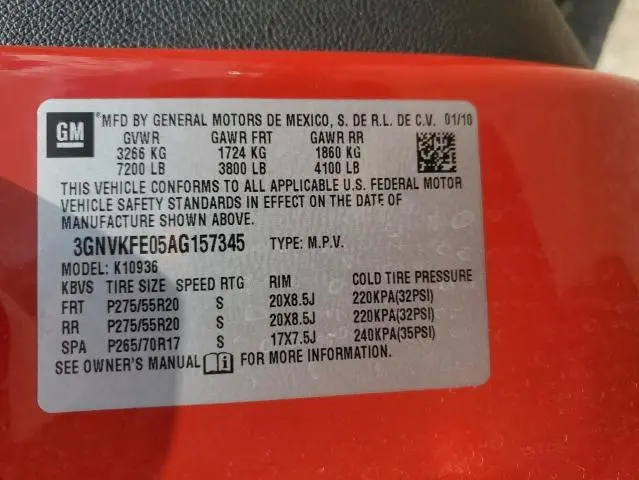 GM
*MFD BY GENERAL MOTORS DE MEXICO, S. DE R.L. DE C.V. 01/10
GVWR GAWR FRT GAWR RR
3266 KG 1724 KG 1860 KG
7200 LB 3800 LB 4100 LB
THIS VEHICLE CONFORMS TO ALL APPLICABLE U.S. FEDERAL MOTOR
VEHICLE SAFETY STANDARDS IN EFFECT ON THE DATE OF
MANUFACTURE SHOWN ABOVE.
3GNVKFE05AG157345 TYPE: M.P.V.
MODEL: K10936
KBVS TIRE SIZE SPEED RTG RIM COLD TIRE PRESSURE
FRT P275/55R20 S 20X8.5J 220KPA(32PSI)
RR P275/55R20 S 20X8.5J 220KPA(32PSI)
SPA P265/70R17 S 17X7.5J 240KPA(35PSI)
SEE OWNER'S MANUAL FOR MORE INFORMATION.